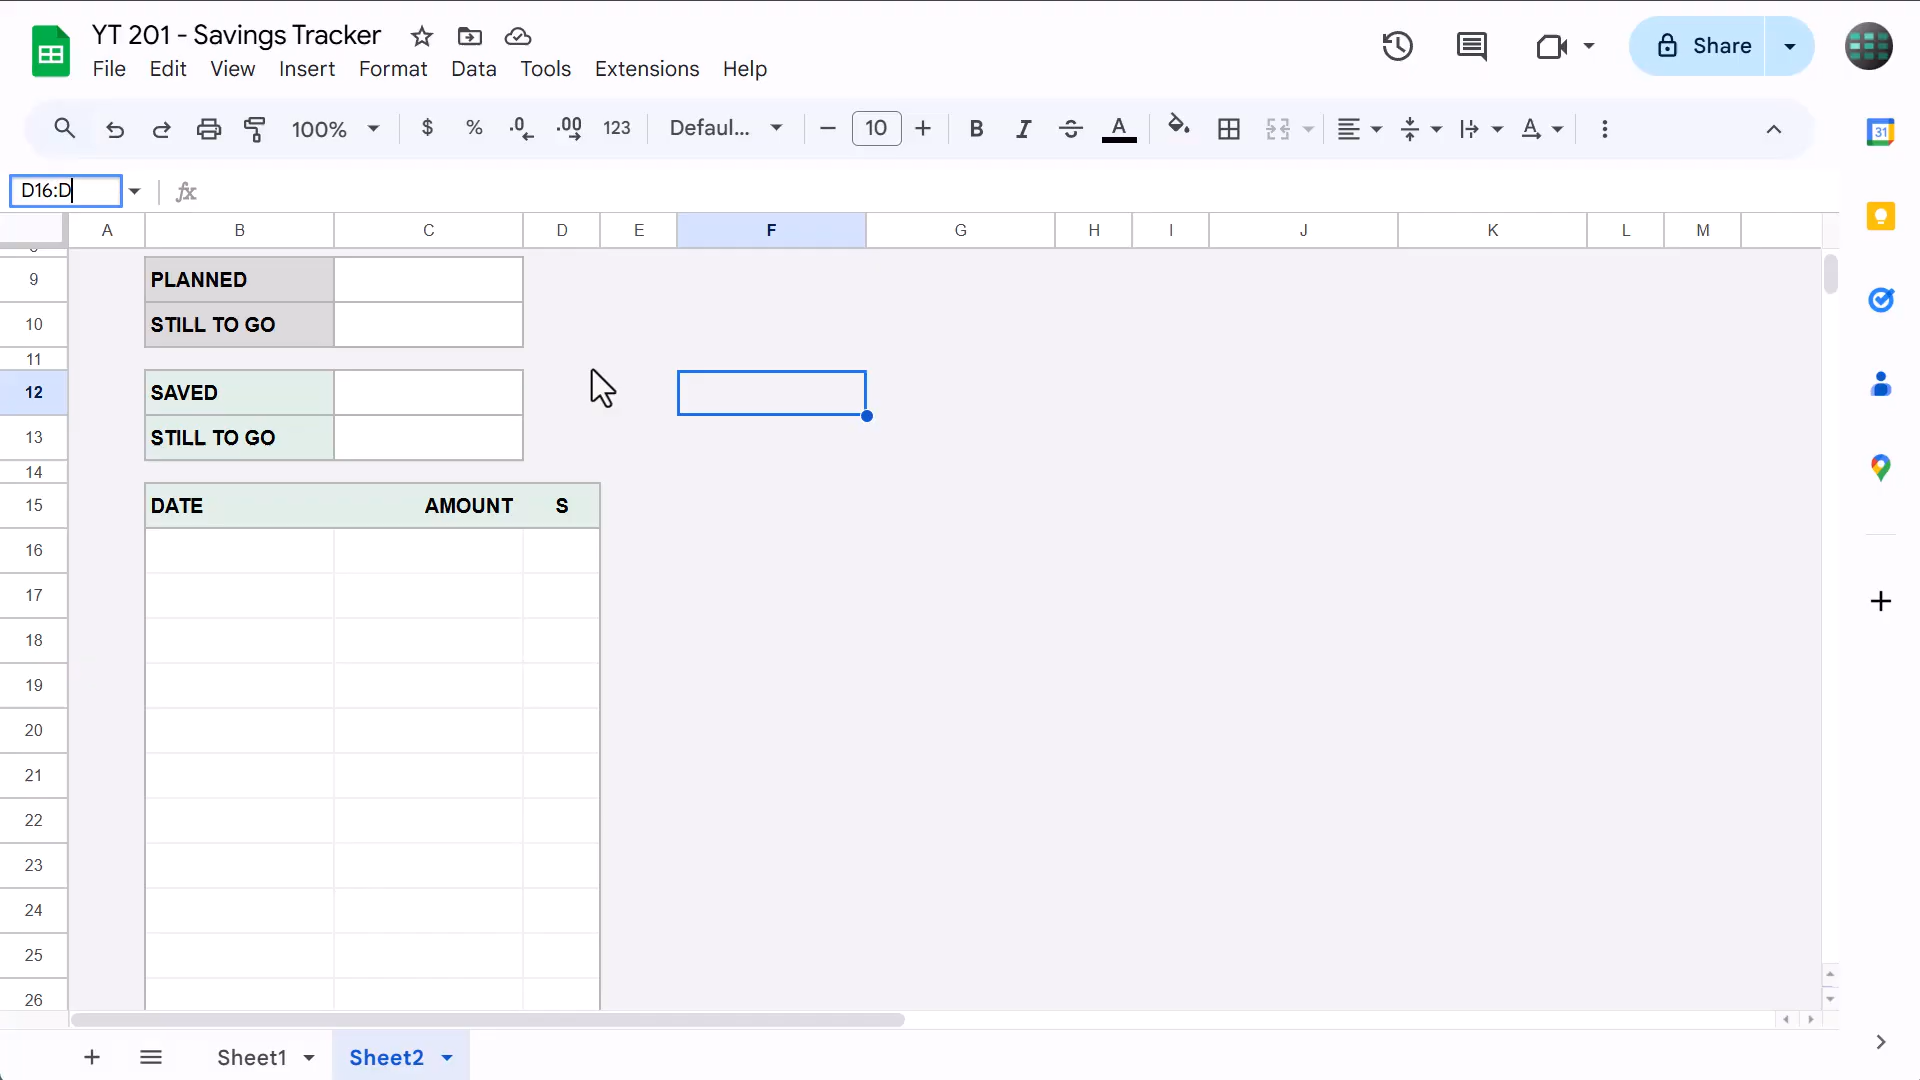 YT 201 - Savings Tracker
File Edit View Insert Format Data Tools Extensions Help
Share
100% $ % .0 .00 123 Defaul... 10 B I S A A
31
D16:D fx
A B C D E F G H I J K L M
9 PLANNED
10 STILL TO GO
11
12 SAVED
13 STILL TO GO
14
15 DATE AMOUNT S
16
17
18
19
20
21
22
23
24
25
26
Sheet1 Sheet2